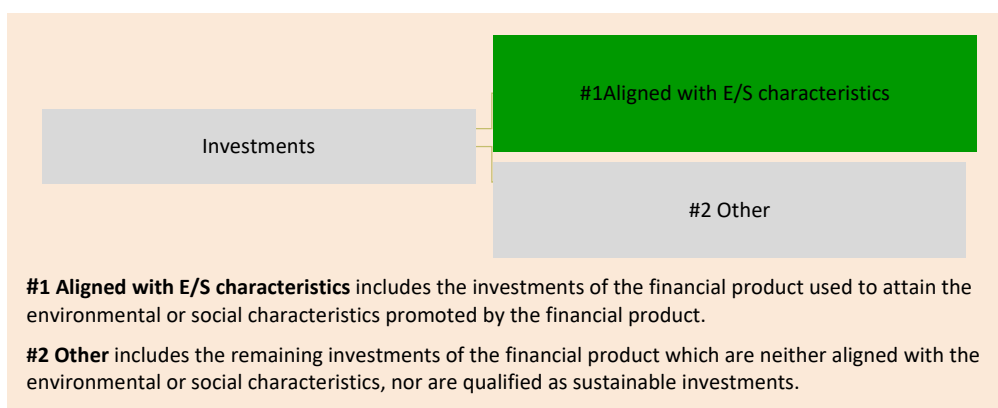 #1Aligned with E/S characteristics
Investments
#2 Other
#1 Aligned with E/S characteristics includes the investments of the financial product used to attain the
environmental or social characteristics promoted by the financial product.
#2 Other includes the remaining investments of the financial product which are neither aligned with the
environmental or social characteristics, nor are qualified as sustainable investments.